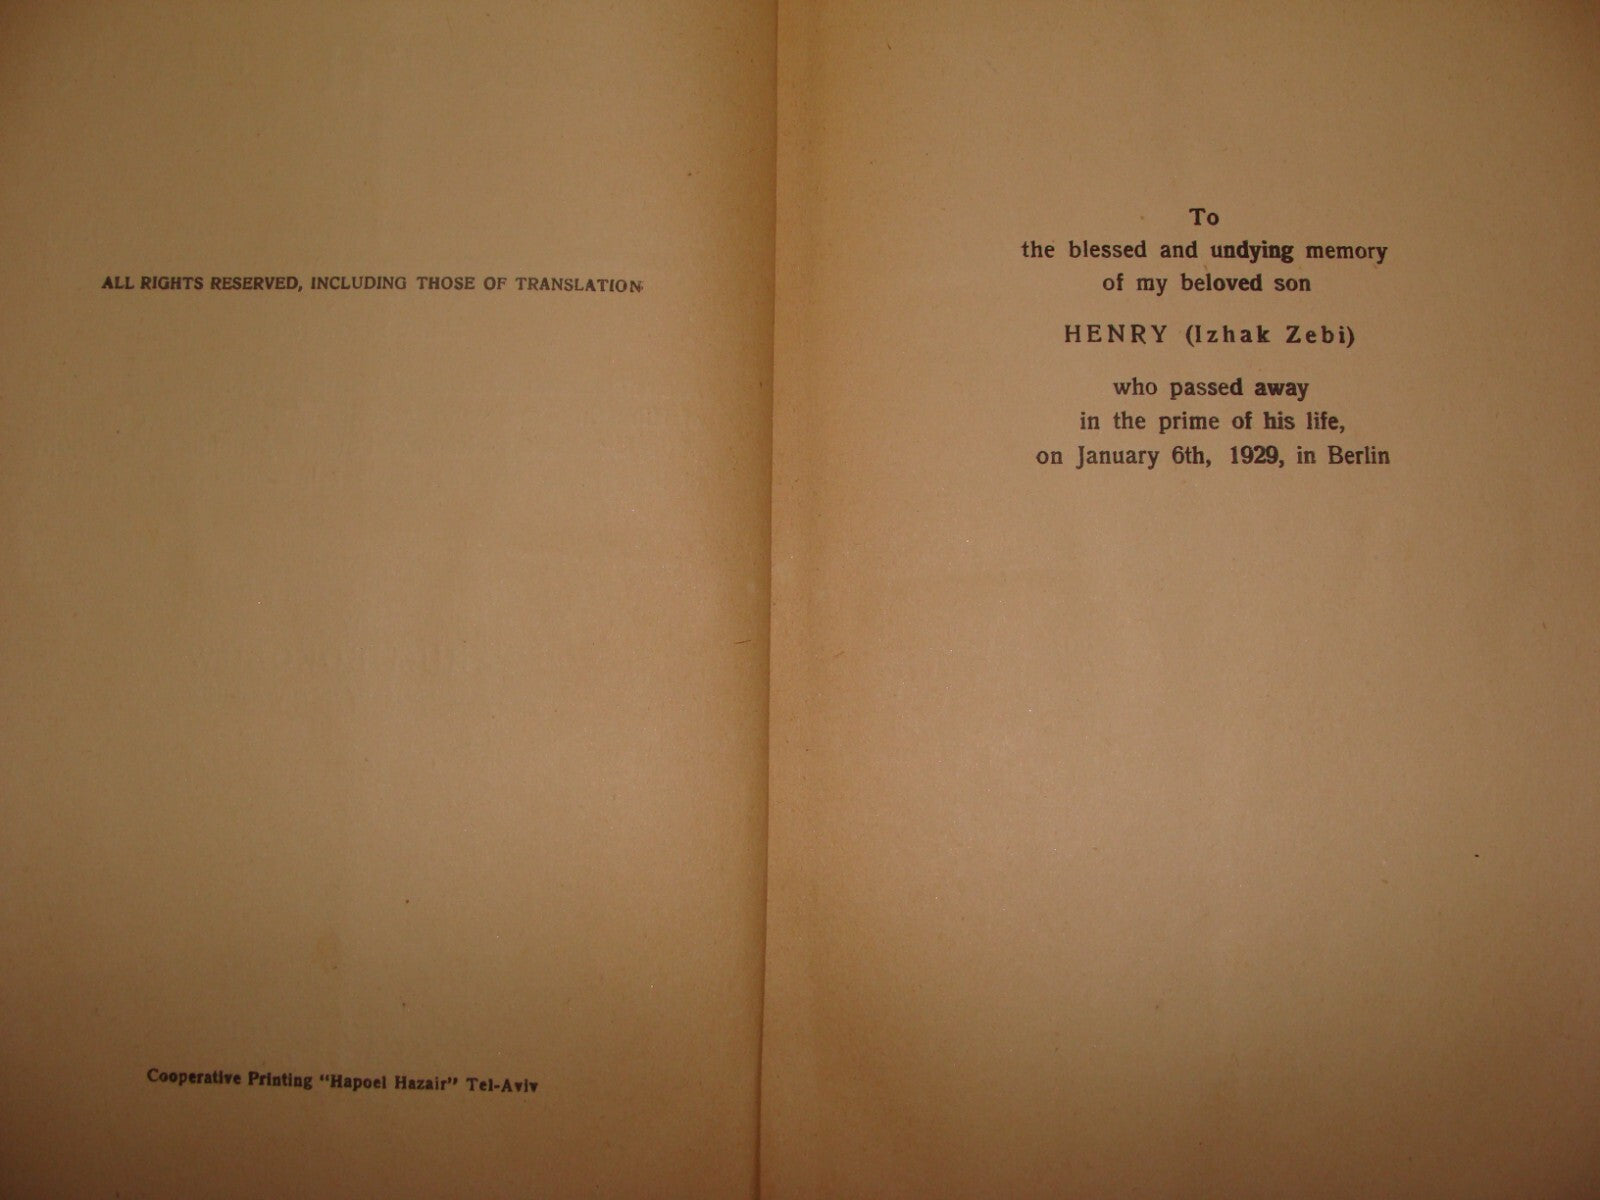 ALL RIGHTS RESERVED, INCLUDING THOSE OF TRANSLATION
Cooperative Printing "Hapoel Hazair" Tel-Aviv
To
the blessed and undying memory
of my beloved son
HENRY (Izhak Zebi)
who passed away
in the prime of his life,
on January 6th, 1929, in Berlin